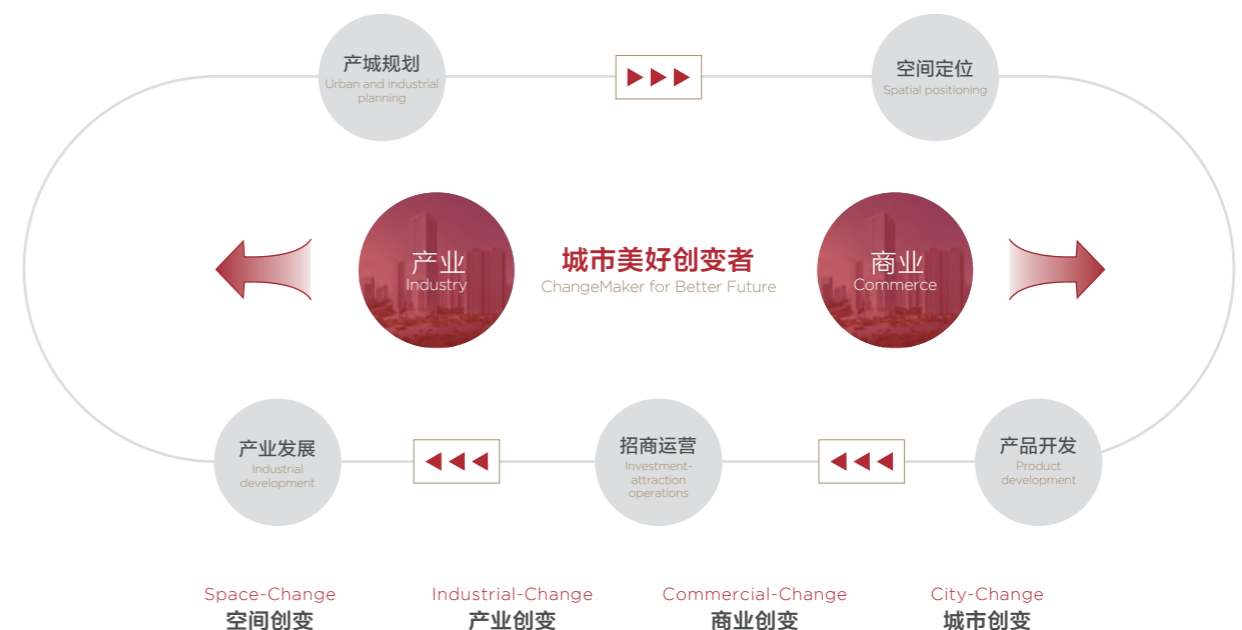 产城规划
Urban and industrial
planning
空间定位
Spatial positioning
产业
Industry
城市美好创变者
ChangeMaker for Better Future
商业
Commerce
产业发展
Industrial
development
招商运营
Investment-
attraction
operations
产品开发
Product
development
Space-Change
空间创变
Industrial-Change
产业创变
Commercial-Change
商业创变
City-Change
城市创变